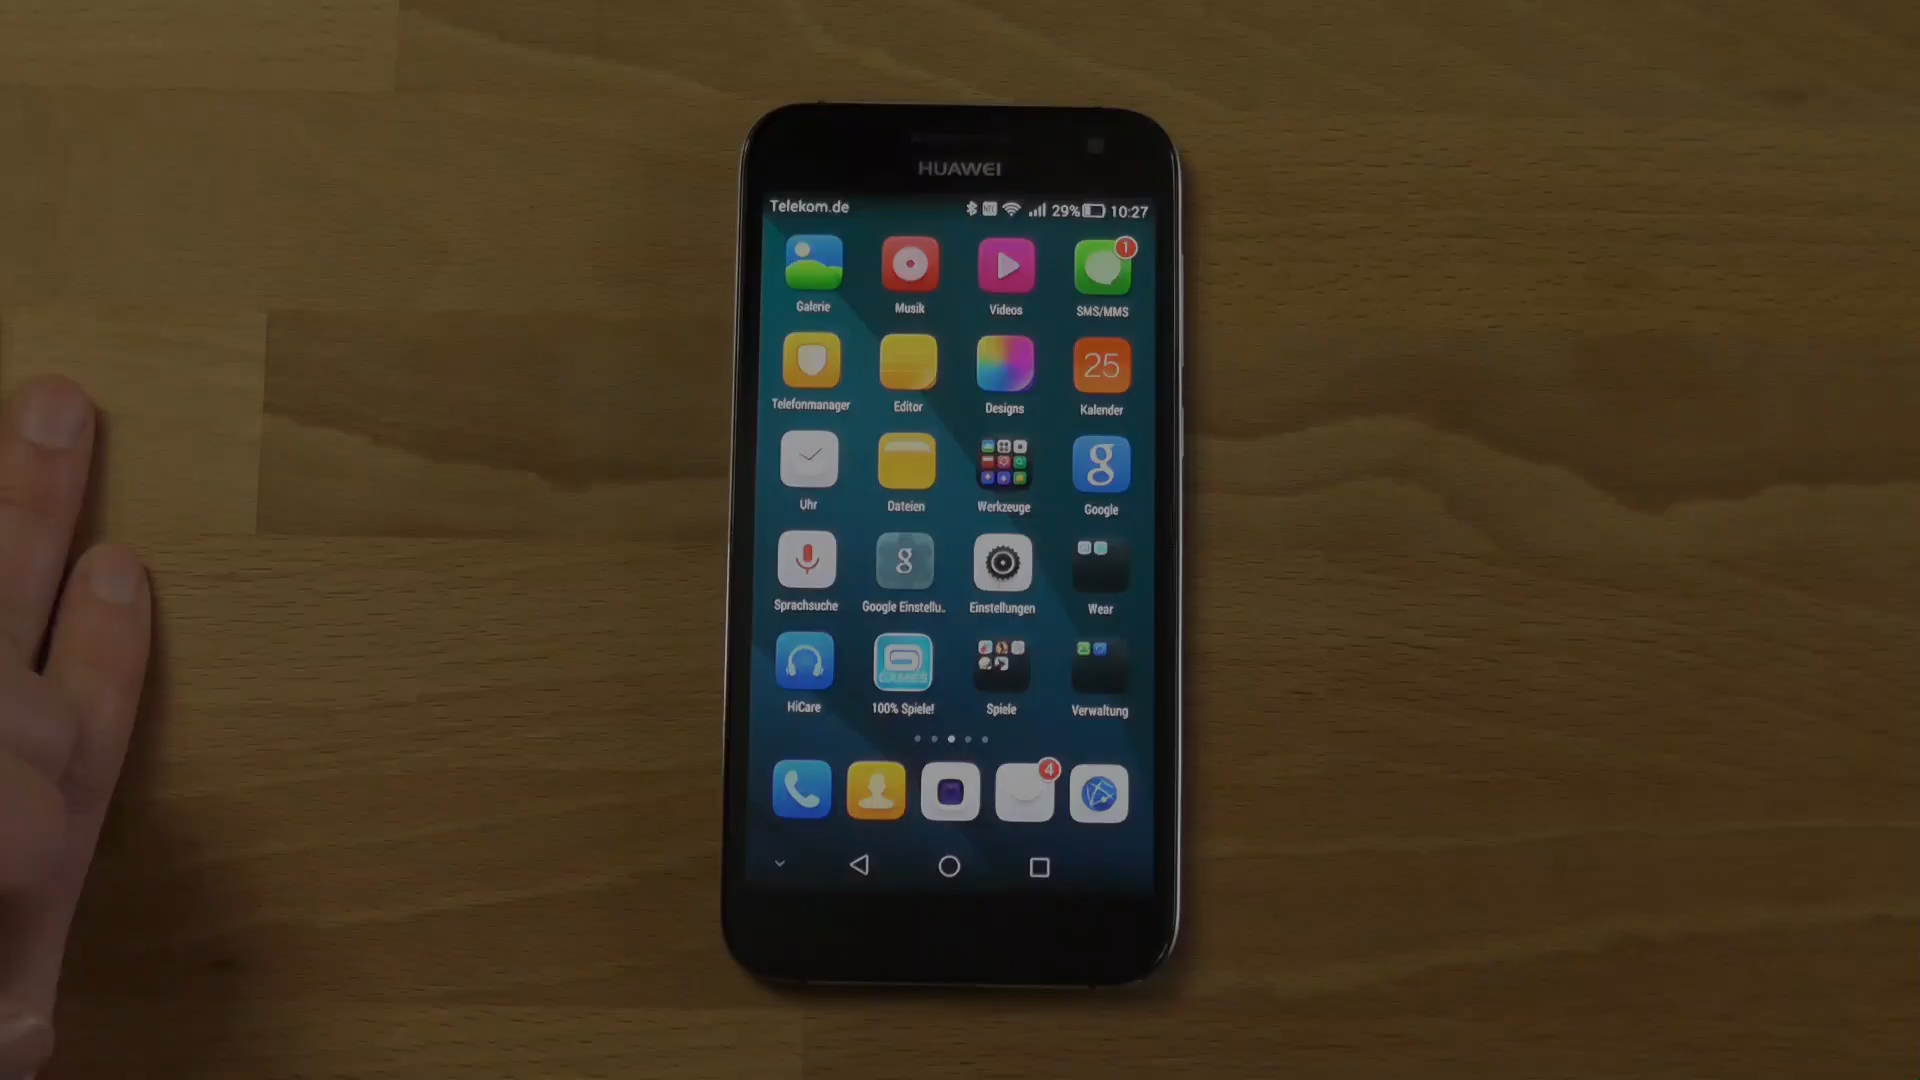 HUAWEI
Telekom.de 29% 10:27
1
Galerie Musik Videos SMS/MMS
25
Telefonmanager Editor Designs Kalender
g
Uhr Dateien Werkzeuge Google
g
Sprachsuche Google Einstellu.. Einstellungen Wear
GAMES
HiCare 100% Spiele! Spiele Verwaltung
4